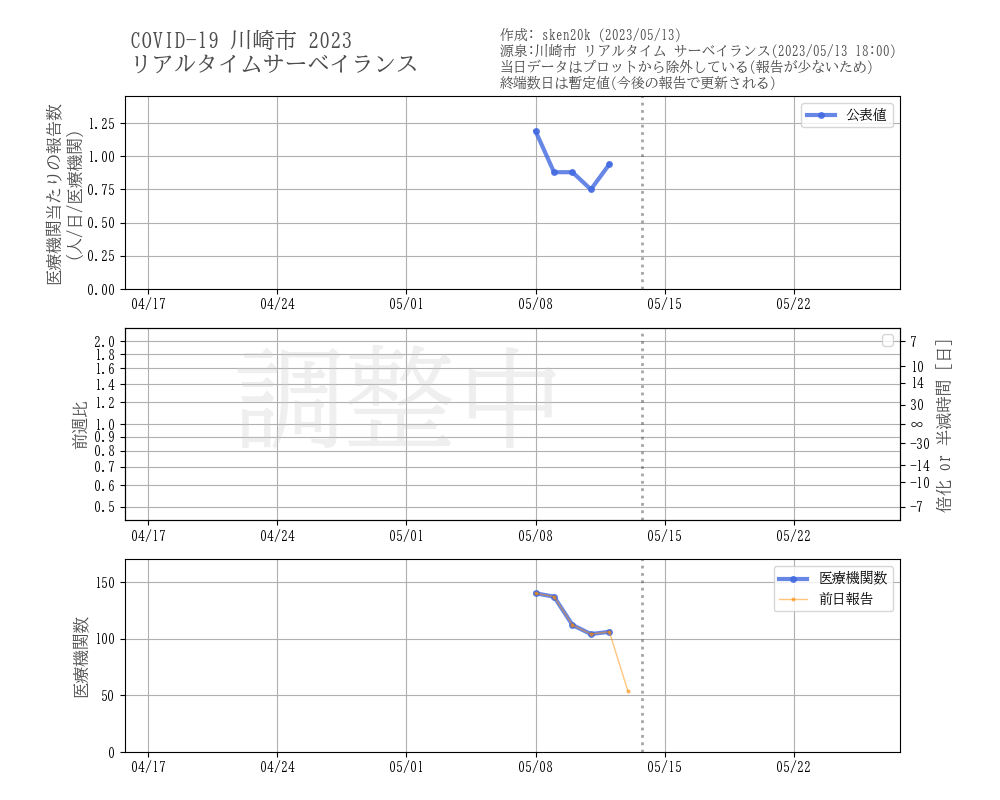 COVID-19 川崎市 2023
リアルタイムサーベイランス
作成: sken20k (2023/05/13)
源泉:川崎市 リアルタイム サーベイランス(2023/05/13 18:00)
当日データはプロットから除外している(報告が少ないため)
終端数日は暫定値(今後の報告で更新される)
医療機関当たりの報告数
(人/日/医療機関)
1.25
1.00
0.75
0.50
0.25
0.00
公表値
04/17 04/24 05/01 05/08 05/15 05/22
前週比
2.0
1.8
1.6
1.4
1.2
1.0
0.9
0.8
0.7
0.6
0.5
調整中
7
10
14
30
∞
-30
-14
-10
-7
倍化 or 半減時間 [日]
04/17 04/24 05/01 05/08 05/15 05/22
医療機関数
150
100
50
0
医療機関数
前日報告
04/17 04/24 05/01 05/08 05/15 05/22